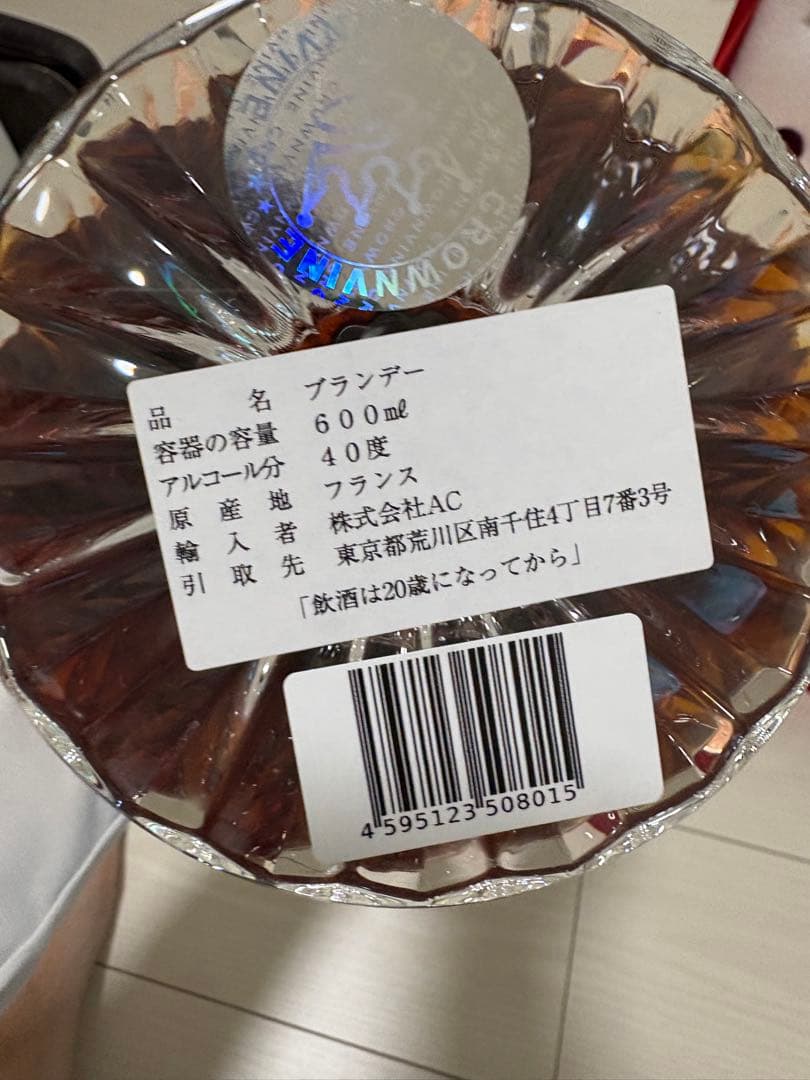 CROWNVINE
品名 ブランデー
容器の容量 600㎖
アルコール分 40度
原産地 フランス
輸入者 株式会社AC
引取先 東京都荒川区南千住4丁目7番3号
「飲酒は20歳になってから」
4 595123 508015